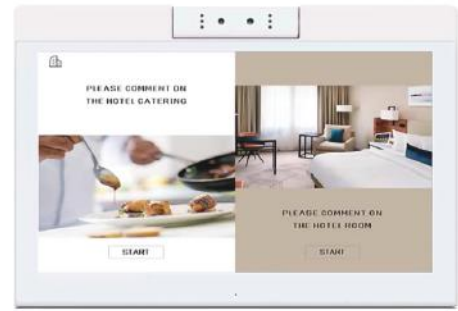 PLEASE COMMENT ON
THE HOTEL CATERING
START
PLEASE COMMENT ON
THE HOTEL ROOM
START